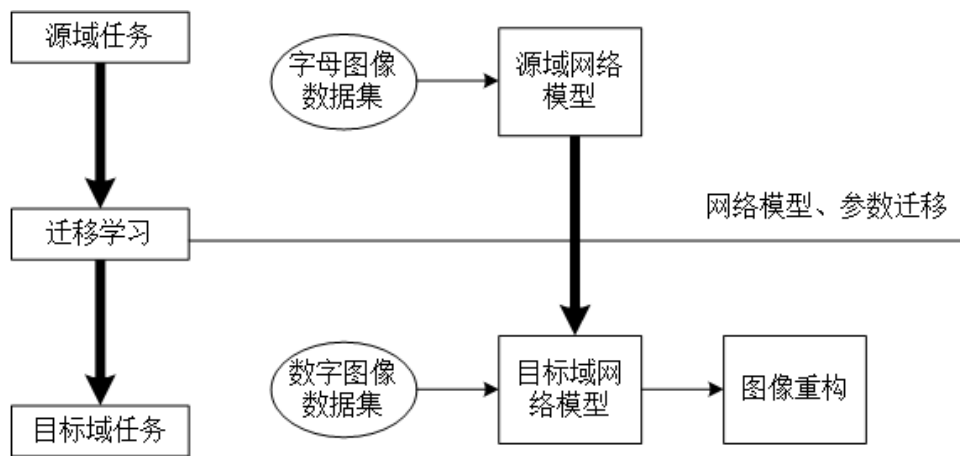 源域任务
字母图像
数据集
源域网络
模型
迁移学习
网络模型、参数迁移
数字图像
数据集
目标域网
络模型
图像重构
目标域任务